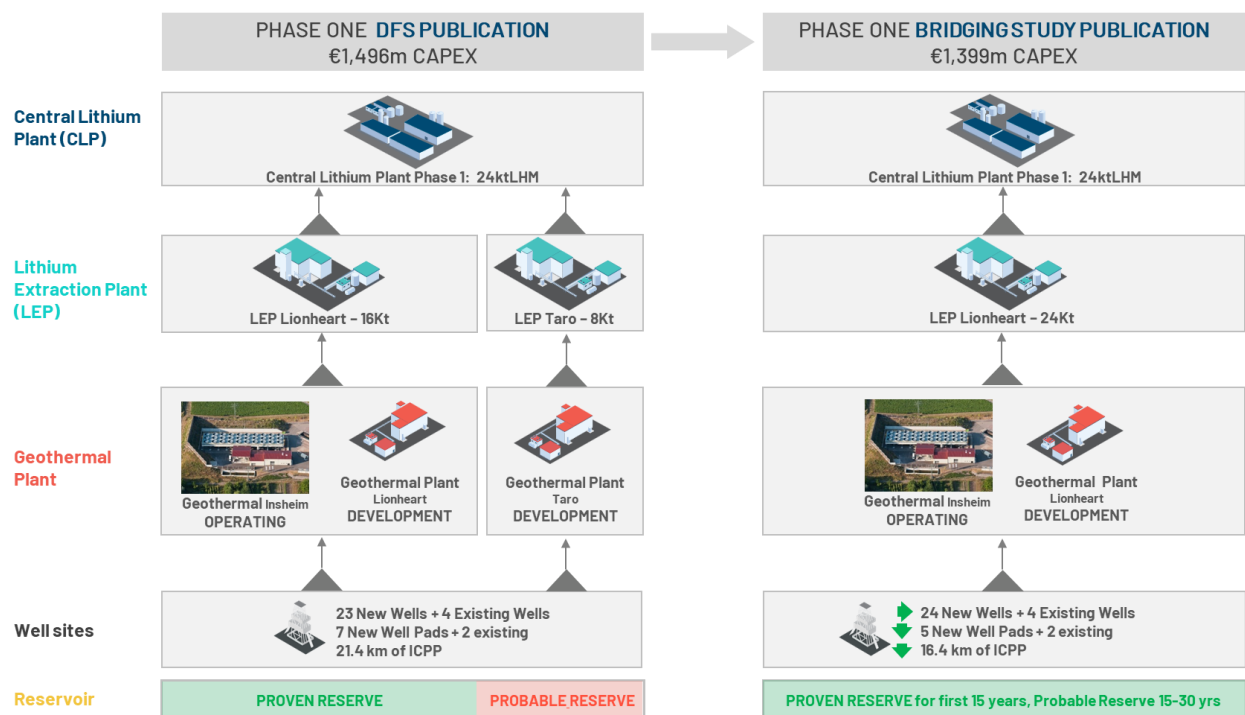 PHASE ONE DFS PUBLICATION
€1,496m CAPEX
PHASE ONE BRIDGING STUDY PUBLICATION
€1,399m CAPEX
Central Lithium
Plant (CLP)
Central Lithium Plant Phase 1: 24ktLHM
Central Lithium Plant Phase 1: 24ktLHM
Lithium
Extraction Plant
(LEP)
LEP Lionheart – 16Kt
LEP Taro – 8Kt
LEP Lionheart – 24Kt
Geothermal
Plant
Geothermal Insheim
OPERATING
Geothermal Plant
Lionheart
DEVELOPMENT
Geothermal Plant
Taro
DEVELOPMENT
Geothermal Insheim
OPERATING
Geothermal Plant
Lionheart
DEVELOPMENT
Well sites
23 New Wells + 4 Existing Wells
7 New Well Pads + 2 existing
21.4 km of ICPP
24 New Wells + 4 Existing Wells
5 New Well Pads + 2 existing
16.4 km of ICPP
Reservoir
PROVEN RESERVE
PROBABLE RESERVE
PROVEN RESERVE for first 15 years, Probable Reserve 15-30 yrs